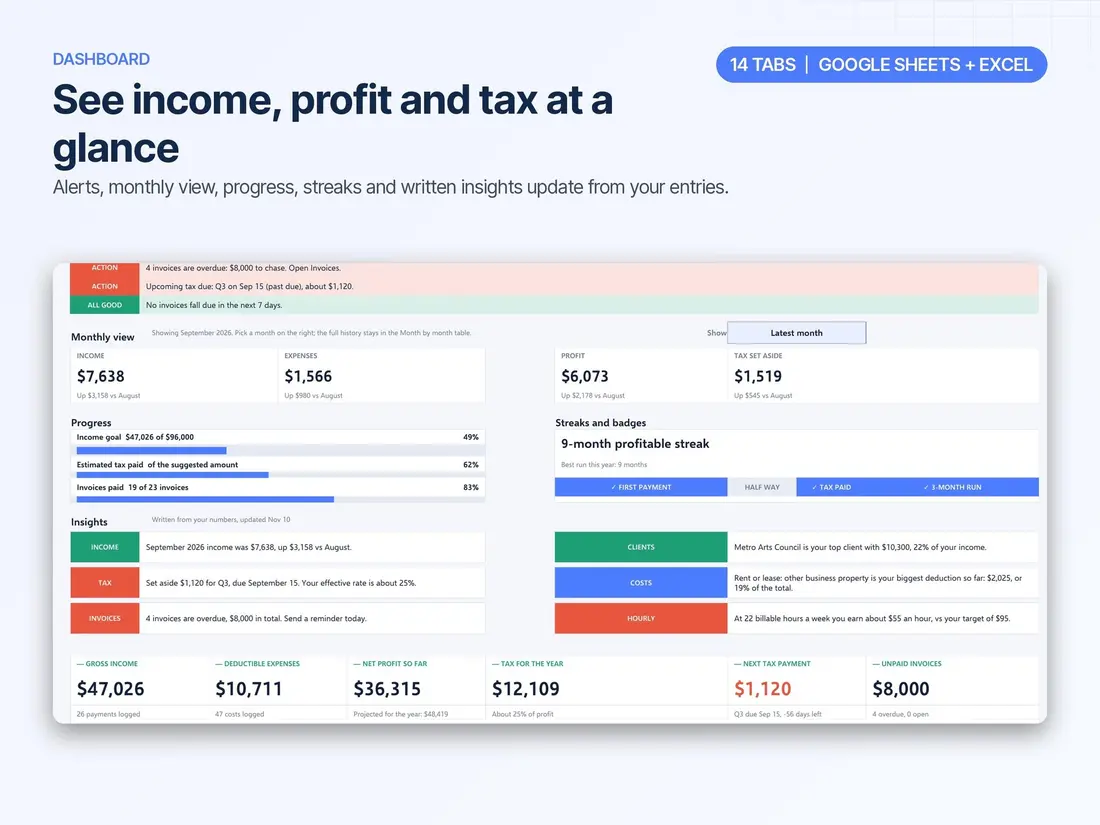 DASHBOARD
14 TABS | GOOGLE SHEETS + EXCEL
See income, profit and tax at a
glance
Alerts, monthly view, progress, streaks and written insights update from your entries.
ACTION 4 invoices are overdue: $8,000 to chase. Open Invoices.
ACTION Upcoming tax due: Q3 on Sep 15 (past due), about $1,120.
ALL GOOD No invoices fall due in the next 7 days.
Monthly view Showing September 2026. Pick a month on the right; the full history stays in the Month by month table. Show Latest month
INCOME EXPENSES PROFIT TAX SET ASIDE
$7,638 $1,566 $6,073 $1,519
Up $3,158 vs August Up $980 vs August Up $2,178 vs August Up $545 vs August
Progress
Income goal $47,026 of $96,000 49%
Estimated tax paid of the suggested amount 62%
Invoices paid 19 of 23 invoices 83%
Streaks and badges
9-month profitable streak
Best run this year: 9 months
✓ FIRST PAYMENT HALF WAY ✓ TAX PAID ✓ 3-MONTH RUN
Insights Written from your numbers, updated Nov 10
INCOME September 2026 income was $7,638, up $3,158 vs August.
CLIENTS Metro Arts Council is your top client with $10,300, 22% of your income.
TAX Set aside $1,120 for Q3, due September 15. Your effective rate is about 25%.
COSTS Rent or lease: other business property is your biggest deduction so far: $2,025, or
19% of the total.
INVOICES 4 invoices are overdue, $8,000 in total. Send a reminder today.
HOURLY At 22 billable hours a week you earn about $55 an hour, vs your target of $95.
— GROSS INCOME — DEDUCTIBLE EXPENSES — NET PROFIT SO FAR — TAX FOR THE YEAR — NEXT TAX PAYMENT — UNPAID INVOICES
$47,026 $10,711 $36,315 $12,109 $1,120 $8,000
26 payments logged 47 costs logged Projected for the year: $48,419 About 25% of profit Q3 due Sep 15, -56 days left 4 overdue, 0 open